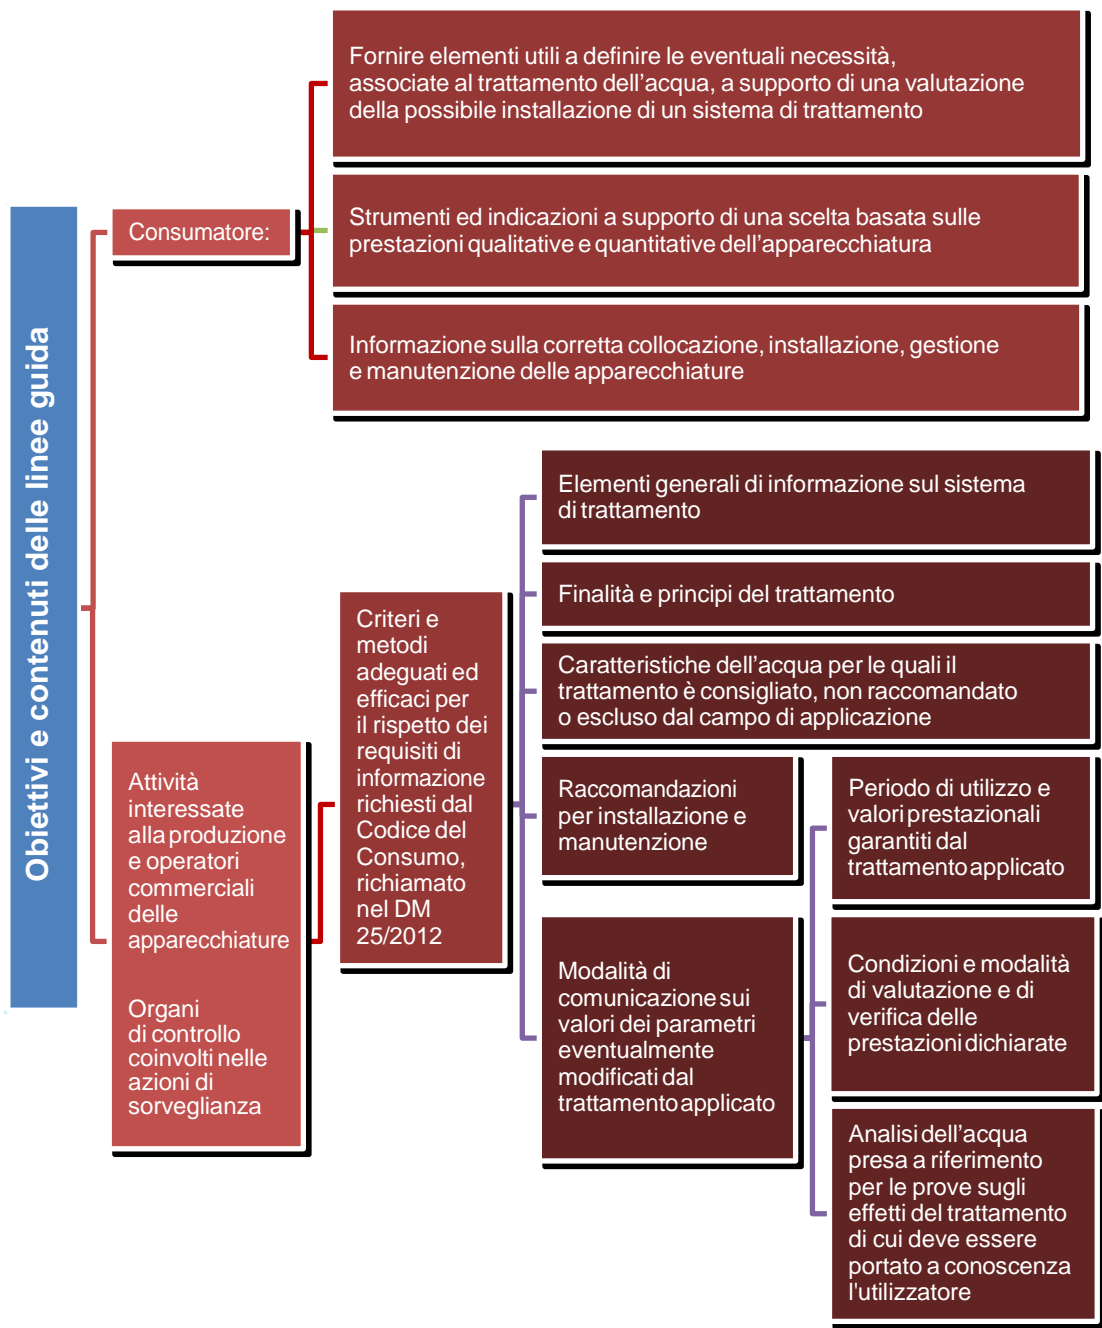 Obiettivi e contenuti delle linee guida
Consumatore:
Fornire elementi utili a definire le eventuali necessità,
associate al trattamento dell'acqua, a supporto di una valutazione
della possibile installazione di un sistema di trattamento
Strumenti ed indicazioni a supporto di una scelta basata sulle
prestazioni qualitative e quantitative dell'apparecchiatura
Informazione sulla corretta collocazione, installazione, gestione
e manutenzione delle apparecchiature
Attività
interessate
alla produzione
e operatori
commerciali
delle
apparecchiature
Organi
di controllo
coinvolti nelle
azioni di
sorveglianza
Criteri e
metodi
adeguati ed
efficaci per
il rispetto dei
requisiti di
informazione
richiesti dal
Codice del
Consumo,
richiamato
nel DM
25/2012
Elementi generali di informazione sul sistema
di trattamento
Finalità e principi del trattamento
Caratteristiche dell'acqua per le quali il
trattamento è consigliato, non raccomandato
o escluso dal campo di applicazione
Raccomandazioni
per installazione e
manutenzione
Modalità di
comunicazione sui
valori dei parametri
eventualmente
modificati dal
trattamento applicato
Periodo di utilizzo e
valori prestazionali
garantiti dal
trattamento applicato
Condizioni e modalità
di valutazione e di
verifica delle
prestazioni dichiarate
Analisi dell'acqua
presa a riferimento
per le prove sugli
effetti del trattamento
di cui deve essere
portato a conoscenza
l'utilizzatore